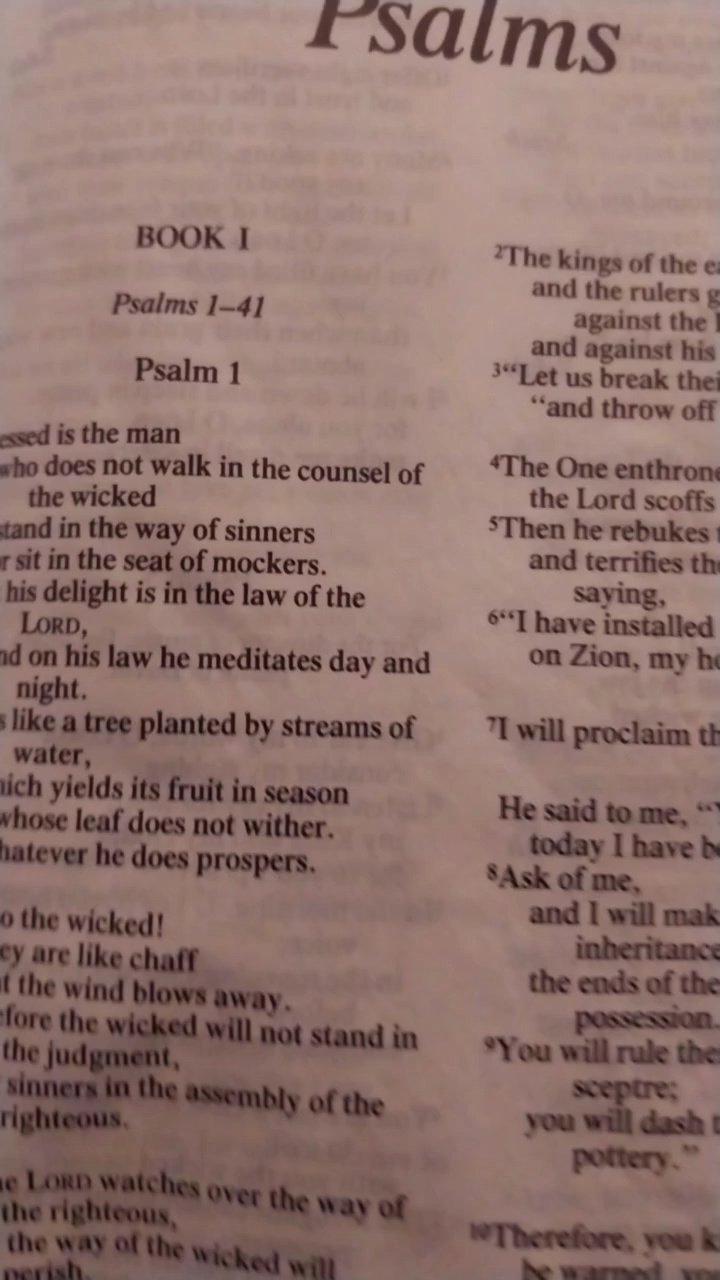 Psalms
BOOK I
Psalms 1–41
Psalm 1
essed is the man
who does not walk in the counsel of
the wicked
stand in the way of sinners
r sit in the seat of mockers.
his delight is in the law of the
LORD,
nd on his law he meditates day and
night.
s like a tree planted by streams of
water,
hich yields its fruit in season
whose leaf does not wither.
hatever he does prospers.
o the wicked!
ey are like chaff
t the wind blows away.
efore the wicked will not stand in
the judgment,
sinners in the assembly of the
righteous.
e LORD watches over the way of
the righteous,
the way of the wicked will
perish.
²The kings of the ea
and the rulers g
against the
and against his
³“Let us break thei
“and throw off
⁴The One enthrone
the Lord scoffs
⁵Then he rebukes t
and terrifies the
saying,
⁶“I have installed
on Zion, my ho
⁷I will proclaim th
He said to me, “Y
today I have be
⁸Ask of me,
and I will mak
inheritance
the ends of the
possession.
⁹You will rule the
sceptre;
you will dash t
pottery.”
¹⁰Therefore, you k
be warned, you